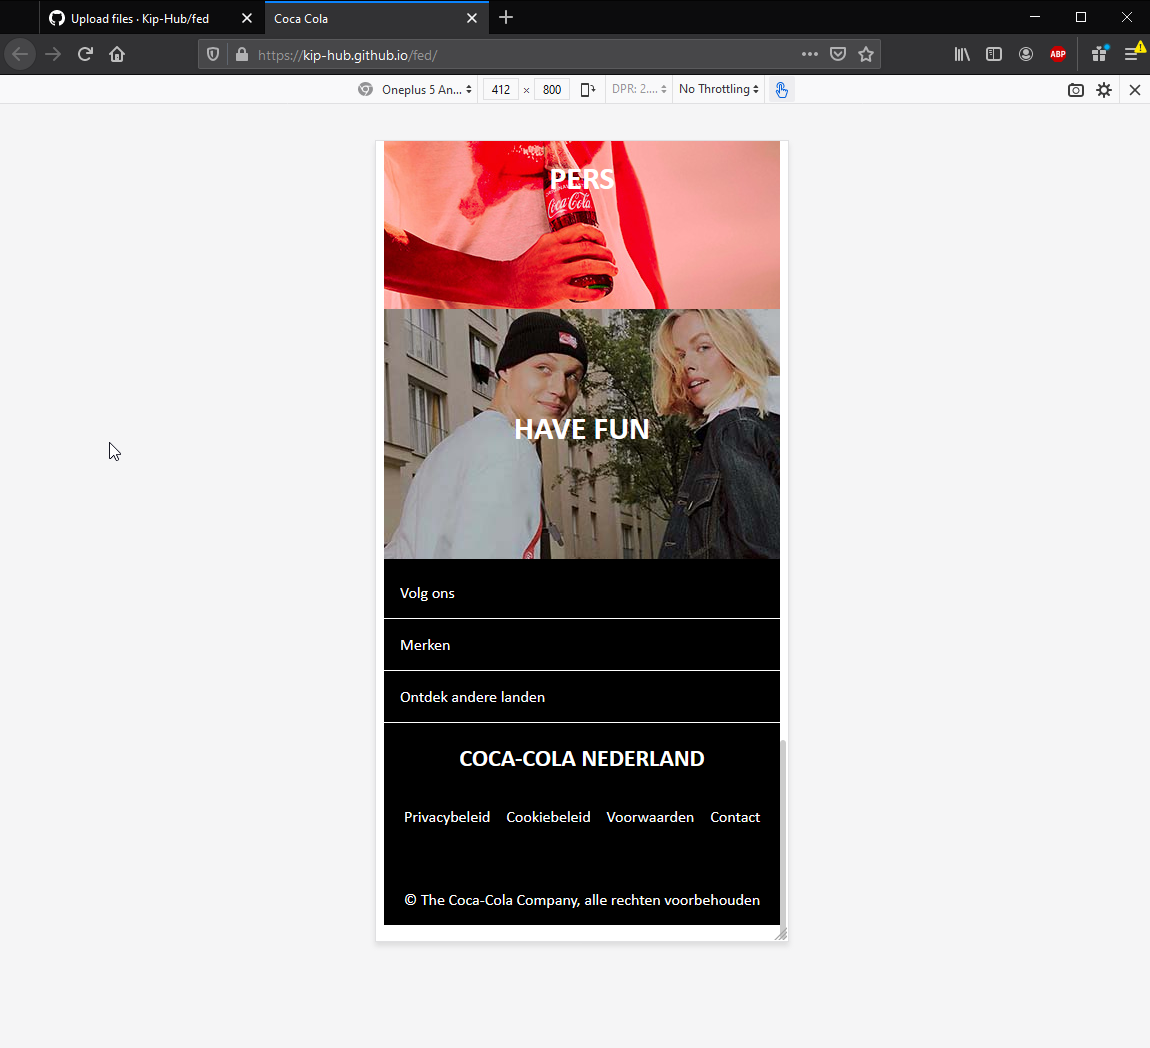 Upload files · Kip-Hub/fed
Coca Cola
https://kip-hub.github.io/fed/
ABP
Oneplus 5 An... 412 × 800 DPR: 2.... No Throttling
PERS
Coca-Cola
HAVE FUN
Volg ons
Merken
Ontdek andere landen
COCA-COLA NEDERLAND
Privacybeleid Cookiebeleid Voorwaarden Contact
© The Coca-Cola Company, alle rechten voorbehouden